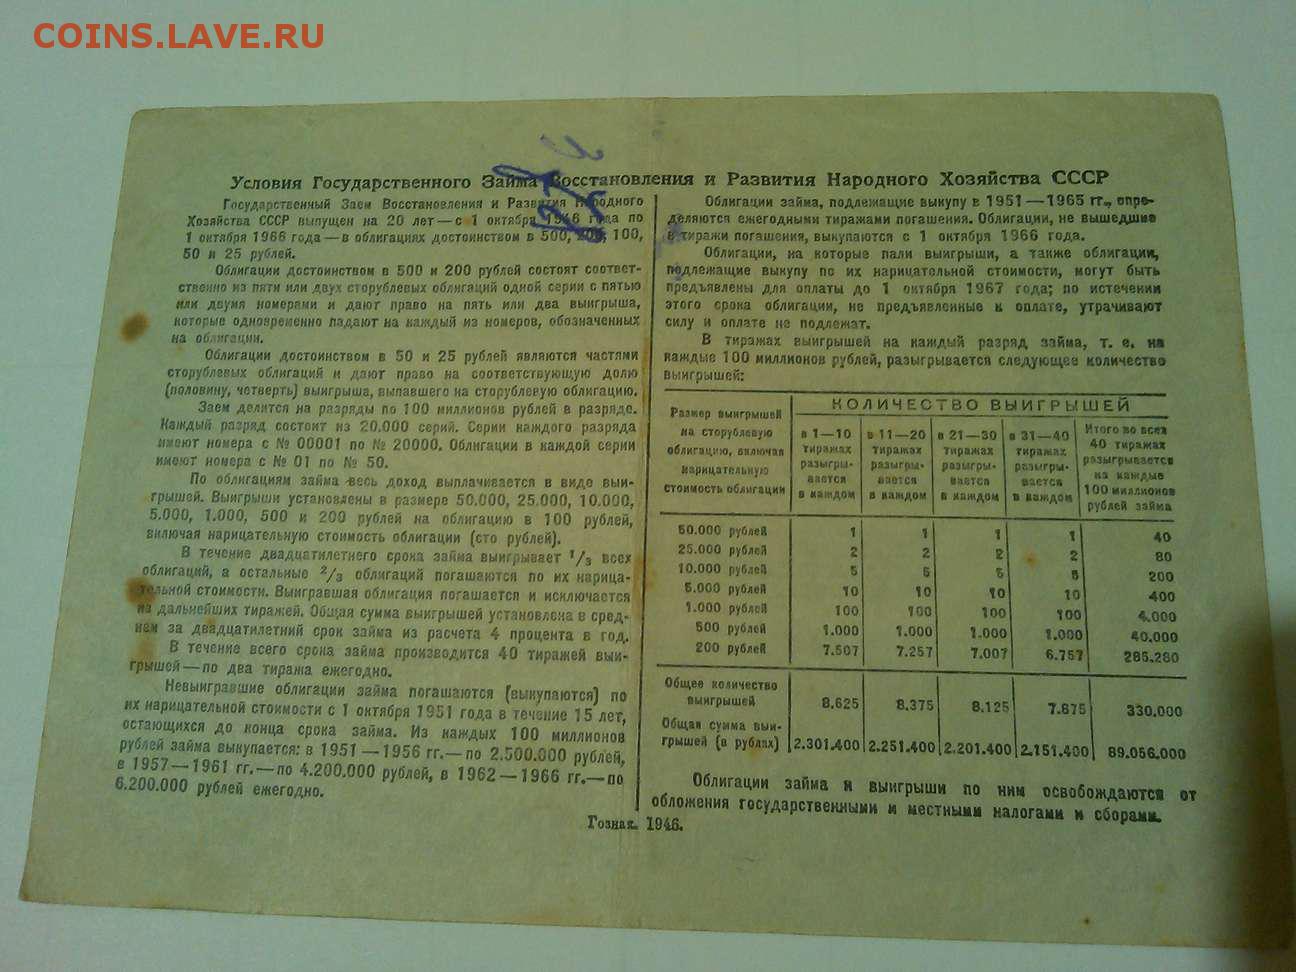 COINS.LAVE.RU
Условия Государственного Займа Восстановления и Развития Народного Хозяйства СССР
Государственный Заем Восстановления и Развития Народного
Хозяйства СССР выпущен на 20 лет—с 1 октября 1946 года по
1 октября 1966 года—в облигациях достоинством в 500, 200, 100,
50 и 25 рублей.
Облигации достоинством в 500 и 200 рублей состоят соответ-
ственно из пяти или двух сторублевых облигаций одной серии с пятью
или двумя номерами и дают право на пять или два выигрыша,
которые одновременно падают на каждый из номеров, обозначенных
на облигации.
Облигации достоинством в 50 и 25 рублей являются частями
сторублевых облигаций и дают право на соответствующую долю
(половину, четверть) выигрыша, выпавшего на сторублевую облигацию.
Заем делится на разряды по 100 миллионов рублей в разряде.
Каждый разряд состоит из 20.000 серий. Серии каждого разряда
имеют номера с № 00001 по № 20000. Облигации в каждой серии
имеют номера с № 01 по № 50.
По облигациям займа весь доход выплачивается в виде выи-
грышей. Выигрыши установлены в размере 50.000, 25.000, 10.000,
5.000, 1.000, 500 и 200 рублей на облигацию в 100 рублей,
включая нарицательную стоимость облигации (сто рублей).
В течение двадцатилетнего срока займа выигрывает 1/3 всех
облигаций, а остальные 2/3 облигаций погашаются по их нарица-
тельной стоимости. Выигравшая облигация погашается и исключается
из дальнейших тиражей. Общая сумма выигрышей установлена в сред-
нем за двадцатилетний срок займа из расчета 4 процента в год.
В течение всего срока займа производится 40 тиражей выи-
грышей—по два тиража ежегодно.
Невыигравшие облигации займа погашаются (выкупаются) по
их нарицательной стоимости с 1 октября 1951 года в течение 15 лет,
остающихся до конца срока займа. Из каждых 100 миллионов
рублей займа выкупается: в 1951—1956 гг.—по 2.500.000 рублей,
в 1957—1961 гг.—по 4.200.000 рублей, в 1962—1966 гг.—по
6.200.000 рублей ежегодно.
Облигации займа, подлежащие выкупу в 1951—1965 гг., опре-
деляются ежегодными тиражами погашения. Облигации, не вышедшие
в тиражи погашения, выкупаются с 1 октября 1966 года.
Облигации, на которые пали выигрыши, а также облигации,
подлежащие выкупу по их нарицательной стоимости, могут быть
предъявлены для оплаты до 1 октября 1967 года; по истечении
этого срока облигации, не предъявленные к оплате, утрачивают
силу и оплате не подлежат.
В тиражах выигрышей на каждый разряд займа, т. е. на
каждые 100 миллионов рублей, разыгрывается следующее количество
выигрышей:
Размер выигрышей
на сторублевую
облигацию, включая
нарицательную
стоимость облигации
КОЛИЧЕСТВО ВЫИГРЫШЕЙ
в 1—10
тиражах
разыгры-
вается
в каждом
в 11—20
тиражах
разыгры-
вается
в каждом
в 21—30
тиражах
разыгры-
вается
в каждом
в 31—40
тиражах
разыгры-
вается
в каждом
Итого во всех
40 тиражах
разыгрывается
на каждые
100 миллионов
рублей займа
50.000 рублей 1 1 1 1 40
25.000 рублей 2 2 2 2 80
10.000 рублей 5 5 5 5 200
5.000 рублей 10 10 10 10 400
1.000 рублей 100 100 100 100 4.000
500 рублей 1.000 1.000 1.000 1.000 40.000
200 рублей 7.507 7.257 7.007 6.757 285.280
Общее количество
выигрышей 8.625 8.375 8.125 7.875 330.000
Общая сумма выи-
грышей (в рублях) 2.301.400 2.251.400 2.201.400 2.151.400 89.056.000
Облигации займа и выигрыши по ним освобождаются от
обложения государственными и местными налогами и сборами.
Гознак. 1946.